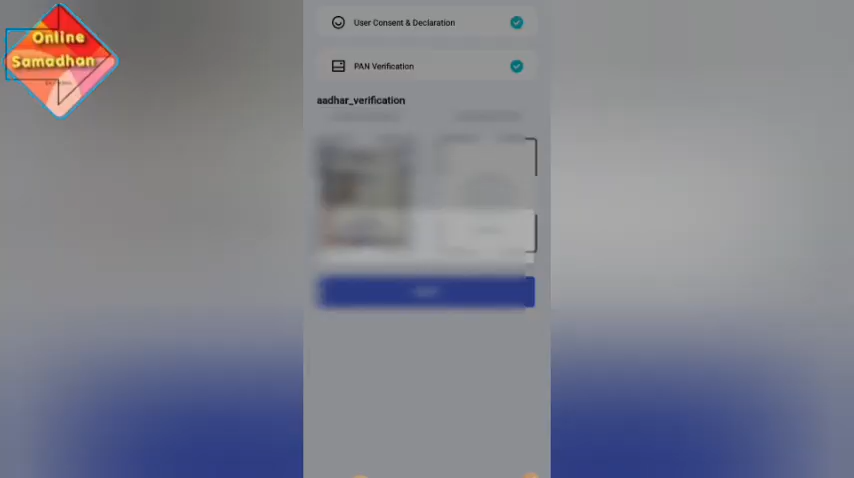 Online
Samadhan
User Consent & Declaration
PAN Verification
aadhar_verification